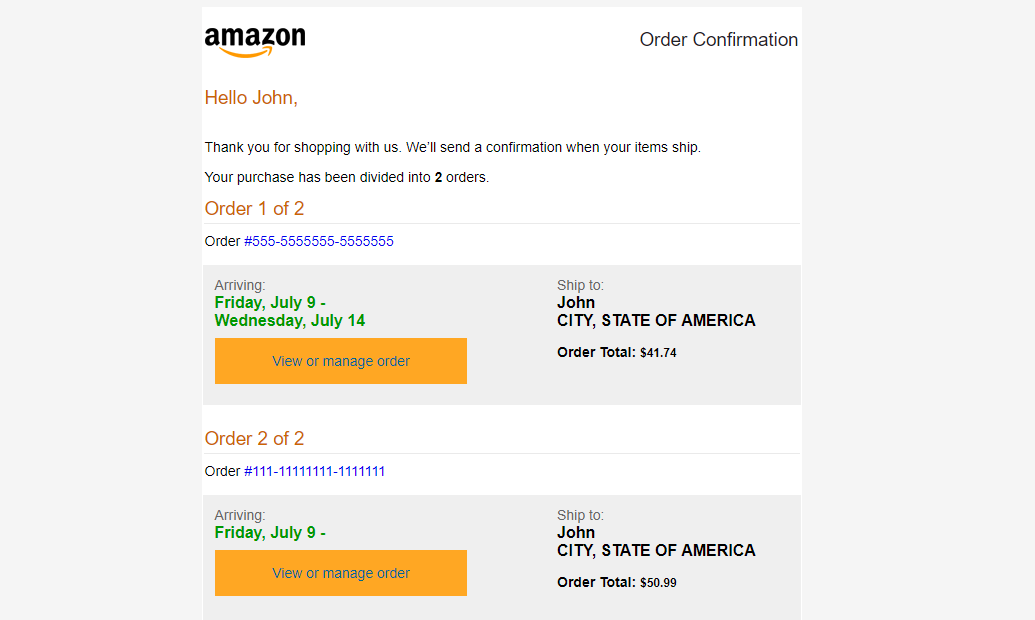 amazon
Order Confirmation
Hello John,
Thank you for shopping with us. We'll send a confirmation when your items ship.
Your purchase has been divided into 2 orders.
Order 1 of 2
Order #555-5555555-5555555
Arriving:
Friday, July 9 -
Wednesday, July 14
View or manage order
Ship to:
John
CITY, STATE OF AMERICA
Order Total: $41.74
Order 2 of 2
Order #111-11111111-1111111
Arriving:
Friday, July 9 -
View or manage order
Ship to:
John
CITY, STATE OF AMERICA
Order Total: $50.99